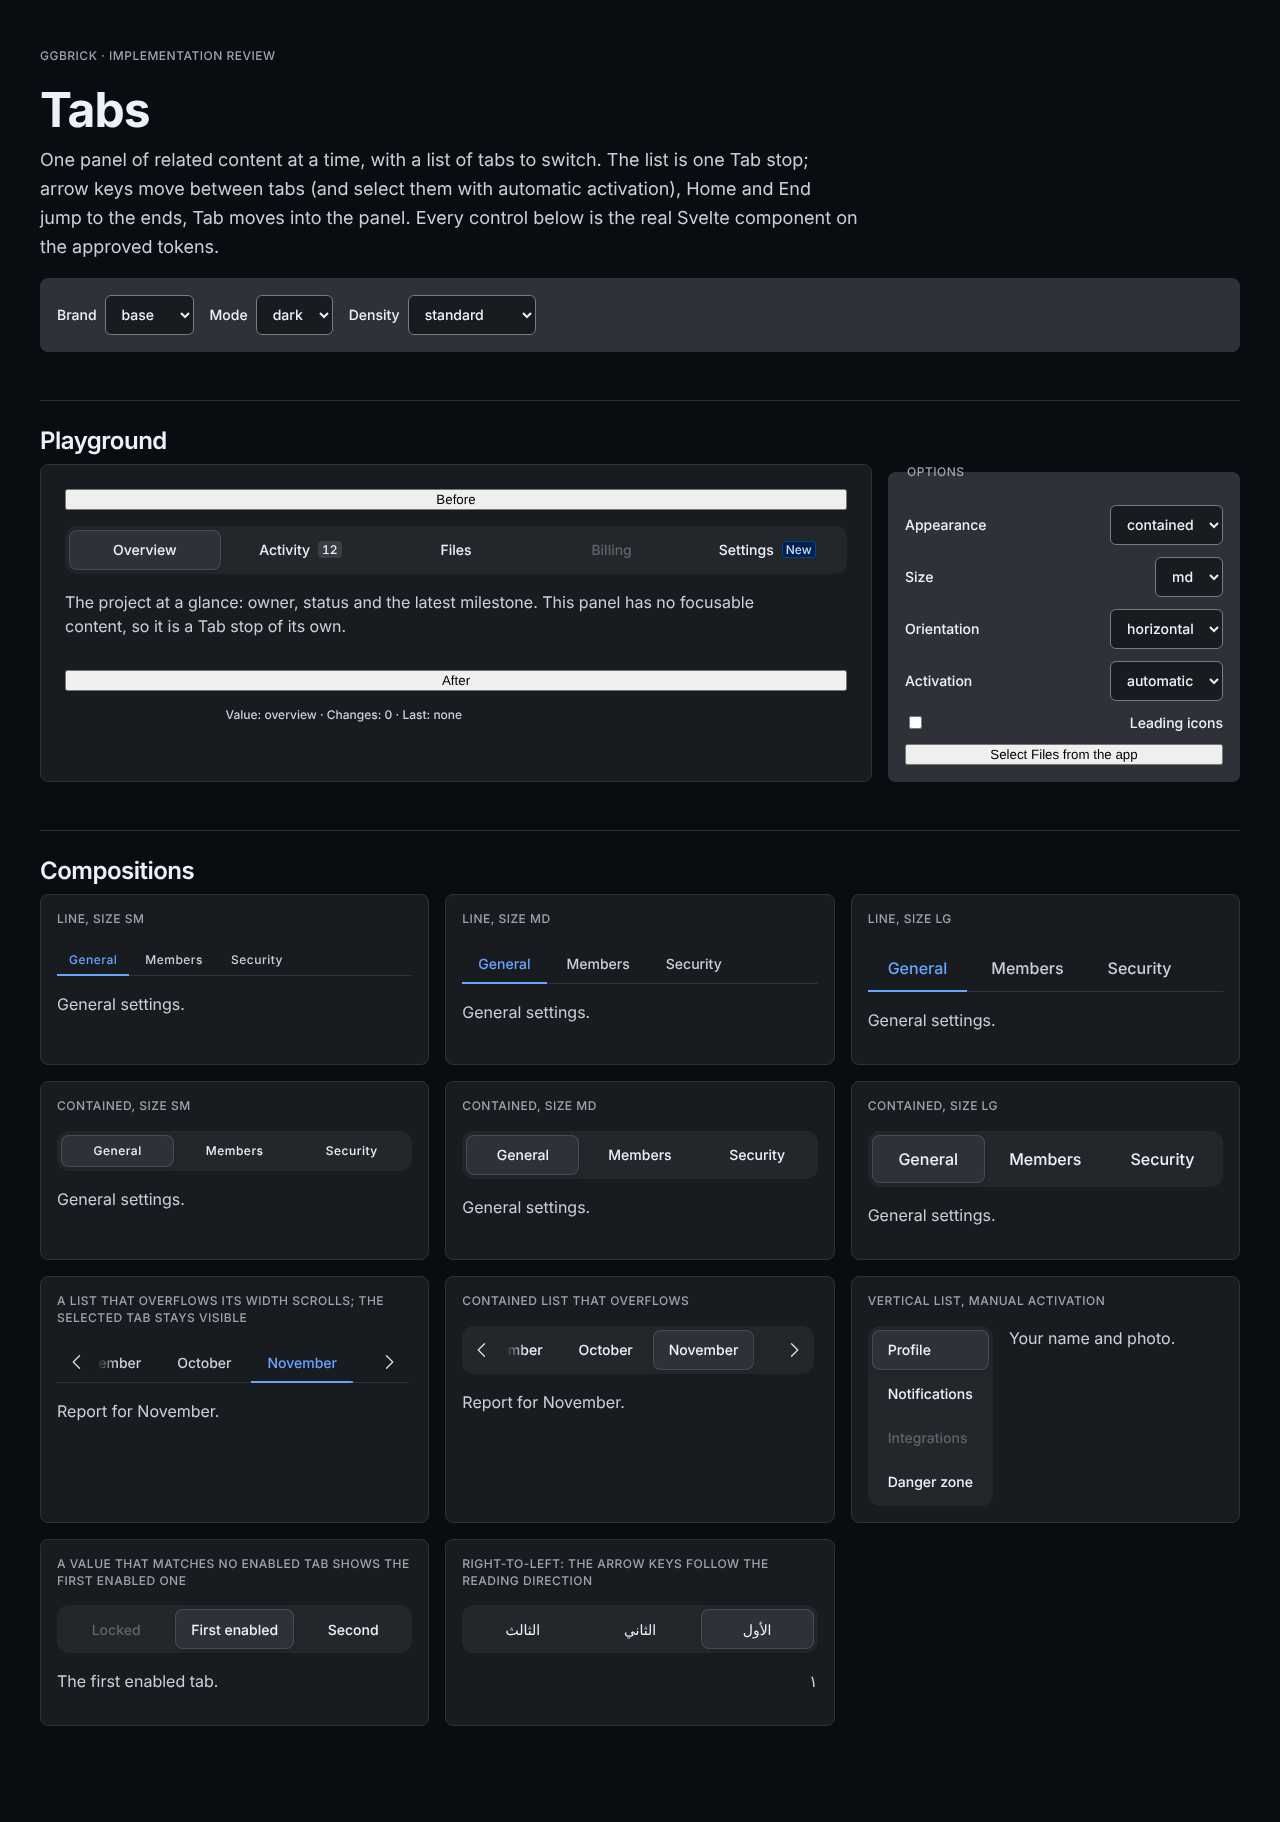 GGBRICK · IMPLEMENTATION REVIEW
Tabs
One panel of related content at a time, with a list of tabs to switch. The list is one Tab stop;
arrow keys move between tabs (and select them with automatic activation), Home and End
jump to the ends, Tab moves into the panel. Every control below is the real Svelte component on
the approved tokens.
Brand base Mode dark Density standard
Playground
Before
Overview Activity 12 Files Billing Settings New
The project at a glance: owner, status and the latest milestone. This panel has no focusable
content, so it is a Tab stop of its own.
After
Value: overview · Changes: 0 · Last: none
OPTIONS
Appearance contained
Size md
Orientation horizontal
Activation automatic
Leading icons
Select Files from the app
Compositions
LINE, SIZE SM
General Members Security
General settings.
LINE, SIZE MD
General Members Security
General settings.
LINE, SIZE LG
General Members Security
General settings.
CONTAINED, SIZE SM
General Members Security
General settings.
CONTAINED, SIZE MD
General Members Security
General settings.
CONTAINED, SIZE LG
General Members Security
General settings.
A LIST THAT OVERFLOWS ITS WIDTH SCROLLS; THE
SELECTED TAB STAYS VISIBLE
ember October November
Report for November.
CONTAINED LIST THAT OVERFLOWS
mber October November
Report for November.
VERTICAL LIST, MANUAL ACTIVATION
Profile
Notifications
Integrations
Danger zone
Your name and photo.
A VALUE THAT MATCHES NO ENABLED TAB SHOWS THE
FIRST ENABLED ONE
Locked First enabled Second
The first enabled tab.
RIGHT-TO-LEFT: THE ARROW KEYS FOLLOW THE
READING DIRECTION
الأول الثاني الثالث
١